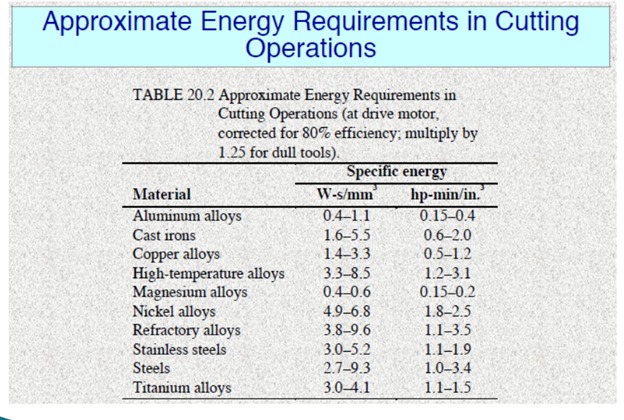 Approximate Energy Requirements in Cutting
Operations
TABLE 20.2 Approximate Energy Requirements in
Cutting Operations (at drive motor,
corrected for 80% efficiency; multiply by
1.25 for dull tools).
Specific energy
Material W-s/mm³ hp-min/in.³
Aluminum alloys 0.4–1.1 0.15–0.4
Cast irons 1.6–5.5 0.6–2.0
Copper alloys 1.4–3.3 0.5–1.2
High-temperature alloys 3.3–8.5 1.2–3.1
Magnesium alloys 0.4–0.6 0.15–0.2
Nickel alloys 4.9–6.8 1.8–2.5
Refractory alloys 3.8–9.6 1.1–3.5
Stainless steels 3.0–5.2 1.1–1.9
Steels 2.7–9.3 1.0–3.4
Titanium alloys 3.0–4.1 1.1–1.5